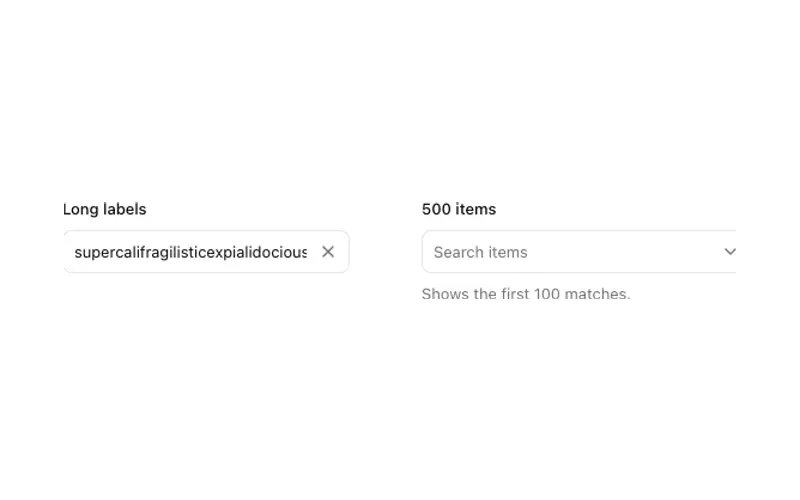 Long labels
supercalifragilisticexpialidocious
Search items
500 items
Shows the first 100 matches.